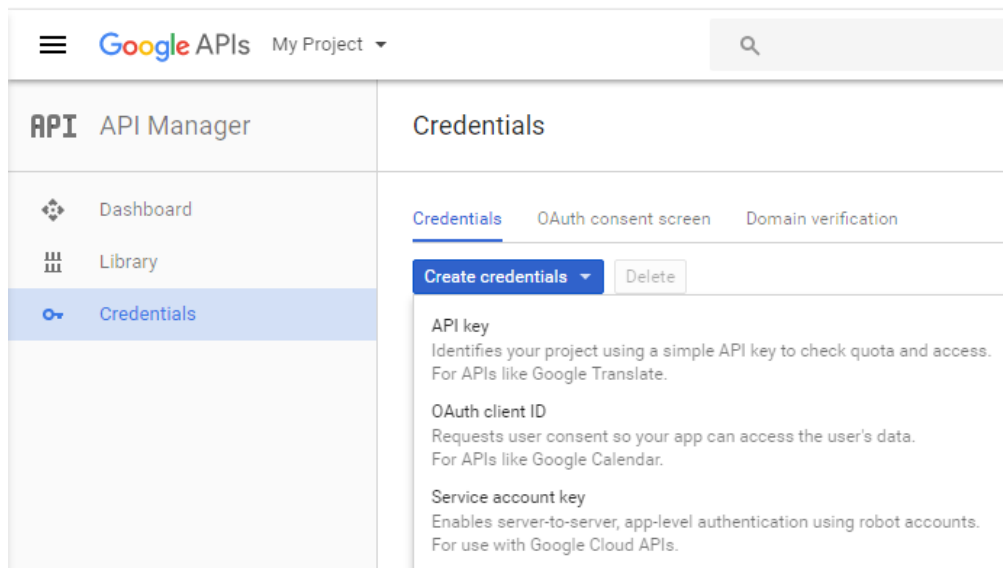 Google APIs My Project
API API Manager
Credentials
Dashboard
Library
Credentials
Credentials OAuth consent screen Domain verification
Create credentials Delete
API key
Identifies your project using a simple API key to check quota and access.
For APIs like Google Translate.
OAuth client ID
Requests user consent so your app can access the user's data.
For APIs like Google Calendar.
Service account key
Enables server-to-server, app-level authentication using robot accounts.
For use with Google Cloud APIs.